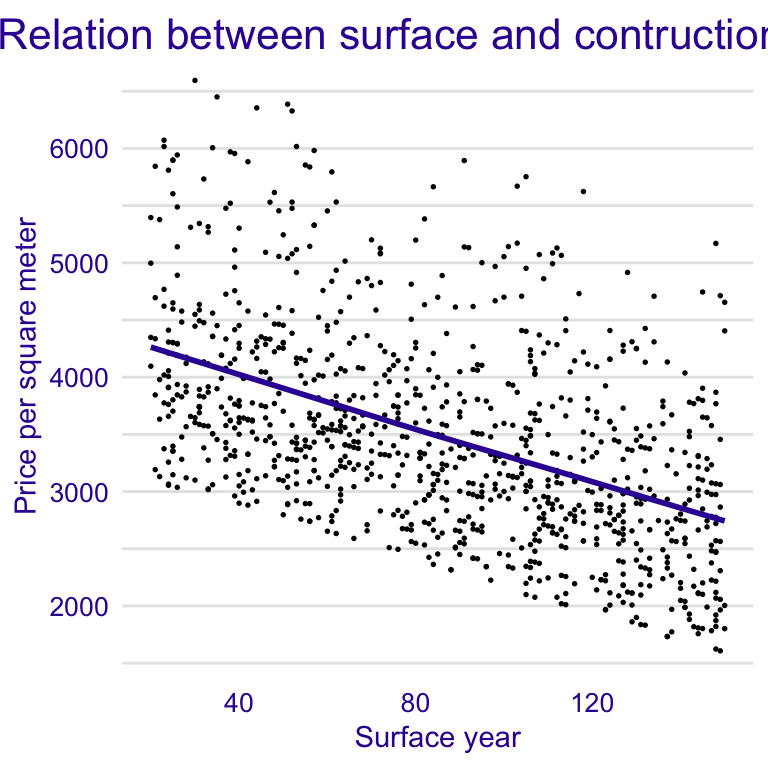 Relation between surface and contruction
6000
5000
4000
3000
2000
Price per square meter
40 80 120
Surface year